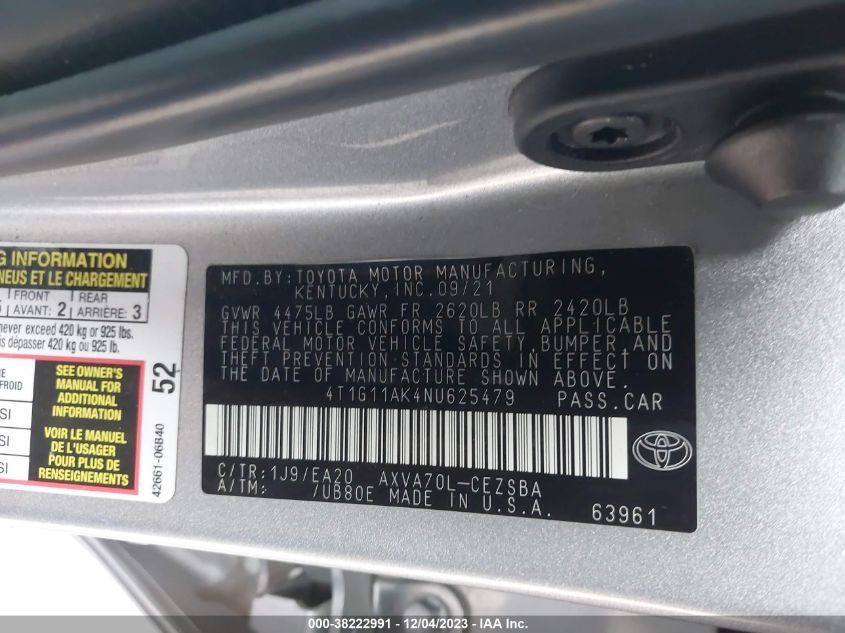 G INFORMATION
NEUS ET LE CHARGEMENT
FRONT
AVANT: 2
REAR
ARRIÈRE: 3
never exceed 420 kg or 925 lbs.
dépasser 420 kg ou 925 lb.
FROID
SI
SI
SEE OWNER'S
MANUAL FOR
ADDITIONAL
INFORMATION
VOIR LE MANUEL
DE L'USAGER
POUR PLUS DE
RENSEIGNEMENTS
52
42661-06B40
MFD.BY:TOYOTA MOTOR MANUFACTURING,
KENTUCKY,INC.09/21
GVWR 4475LB GAWR FR 2620LB RR 2420LB
THIS VEHICLE CONFORMS TO ALL APPLICABLE
FEDERAL MOTOR VEHICLE SAFETY,BUMPER,AND
THEFT PREVENTION STANDARDS IN EFFECT ON
THE DATE OF MANUFACTURE SHOWN ABOVE.
4T1G11AK4NU625479 PASS.CAR
C/TR:1J9/EA20 AXVA70L-CEZSBA
A/TM: /UB80E MADE IN U.S.A. 63961
000-38222991 - 12/04/2023 - IAA Inc.